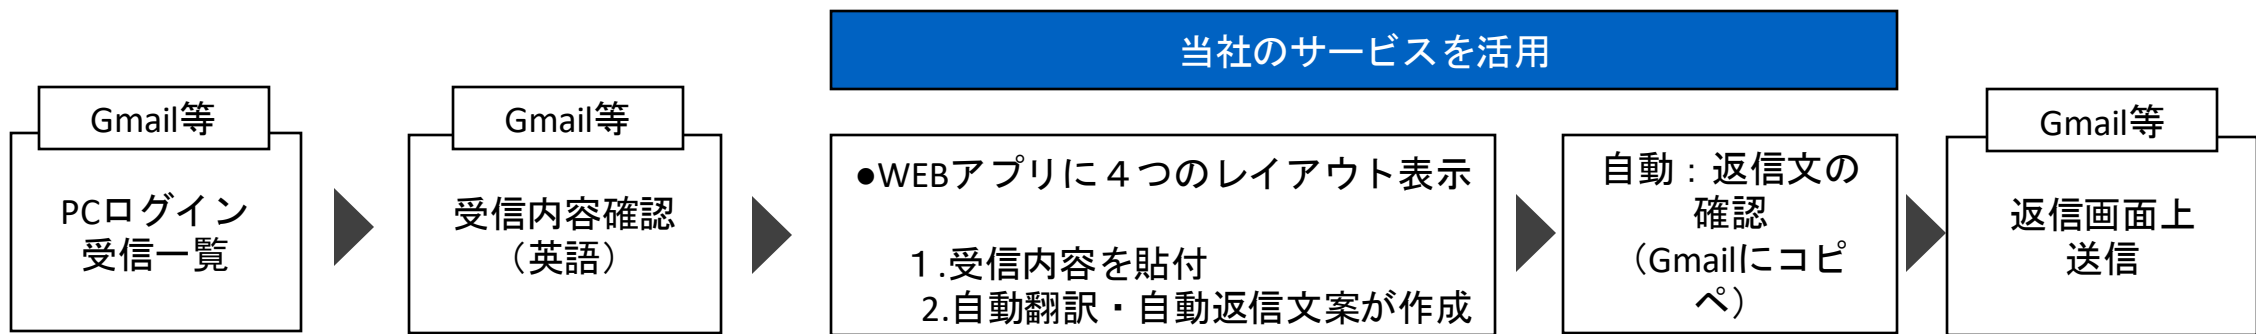 当社のサービスを活用
Gmail等
PCログイン
受信一覧
Gmail等
受信内容確認
（英語）
●WEBアプリに４つのレイアウト表示
１.受信内容を貼付
2.自動翻訳・自動返信文案が作成
自動：返信文の
確認
（Gmailにコピ
ペ）
Gmail等
返信画面上
送信